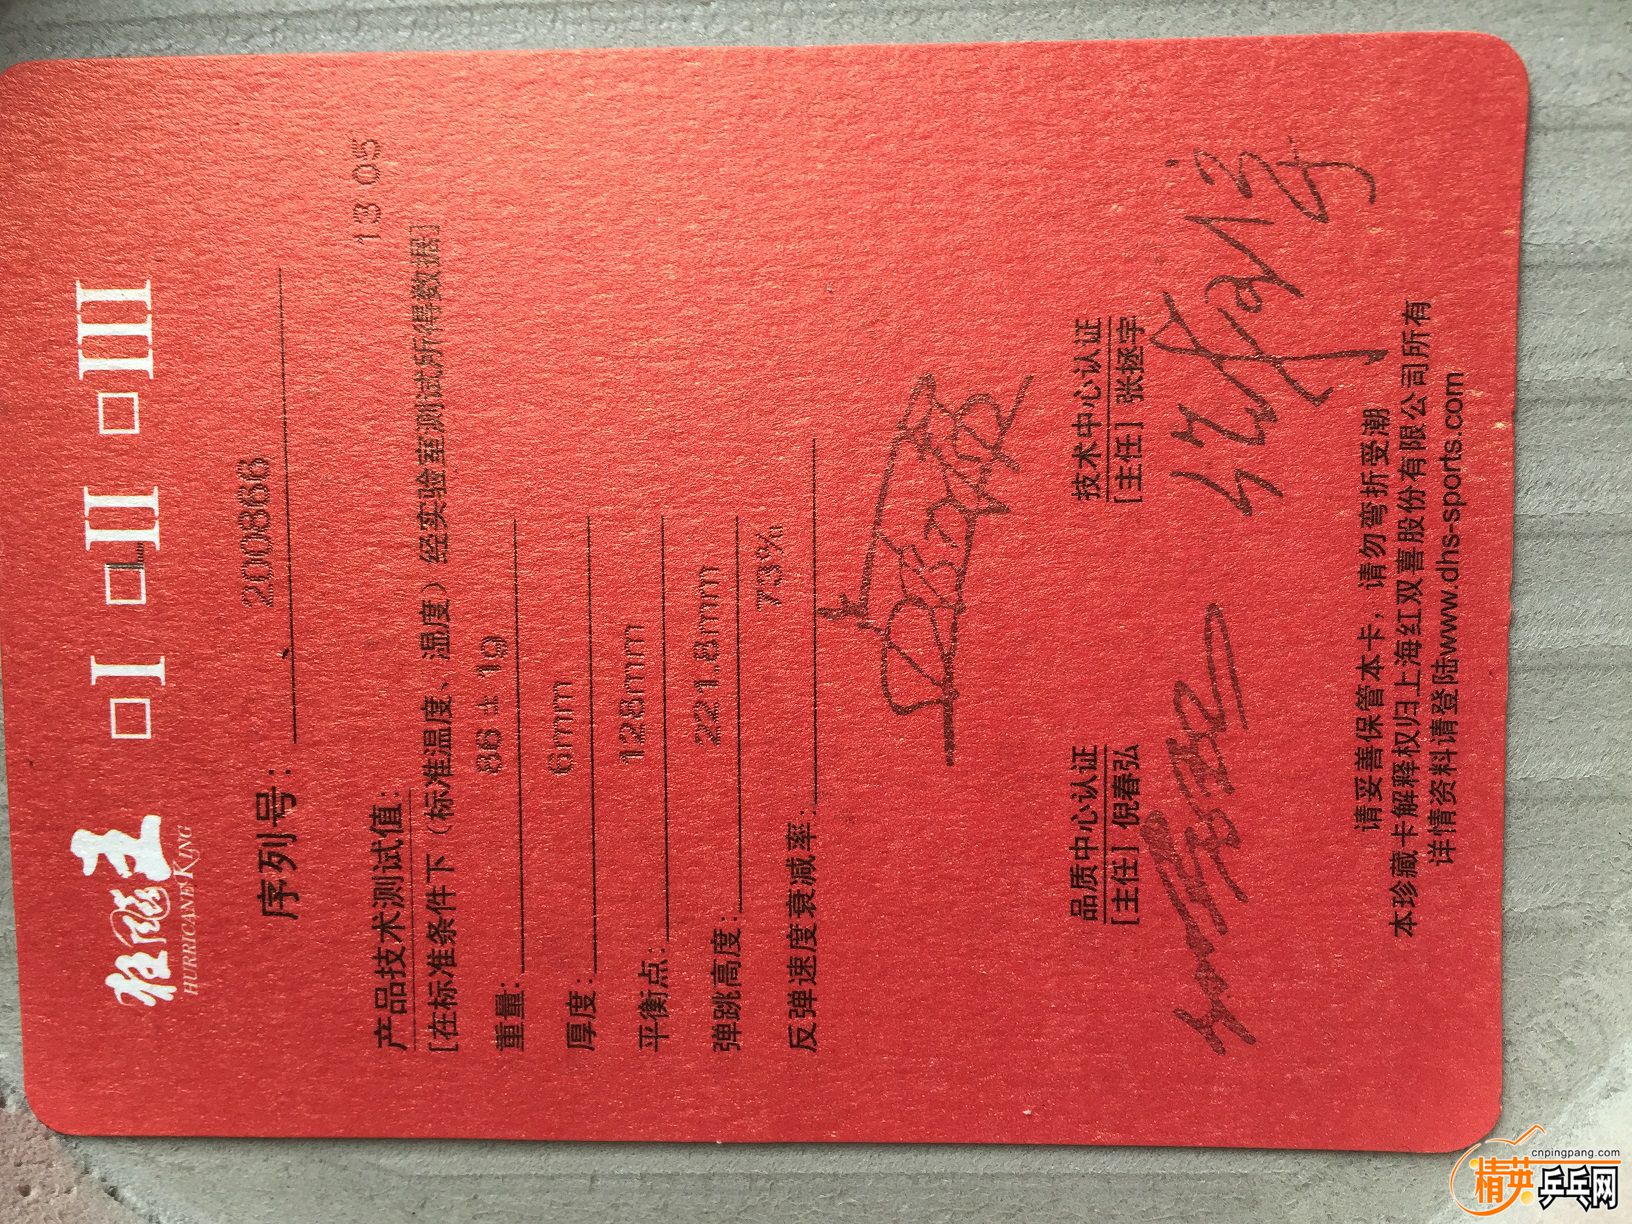 狂飚王 □I □II □III
HURRICANE KING
序列号: 200866
13 05
产品技术测试值:
[在标准条件下（标准温度、湿度）经实验室测试所得数据]
重量: 86±1g
厚度: 6mm
平衡点: 128mm
弹跳高度: 221.8mm
反弹速度衰减率: 73%
品质中心认证 技术中心认证
[主任] 倪春弘 [主任] 张拯宇
请妥善保管本卡，请勿弯折受潮
本珍藏卡解释权归上海红双喜股份有限公司所有
详情资料请登陆www.dhs-sports.com
cnpingpang.com
精英乒乓网